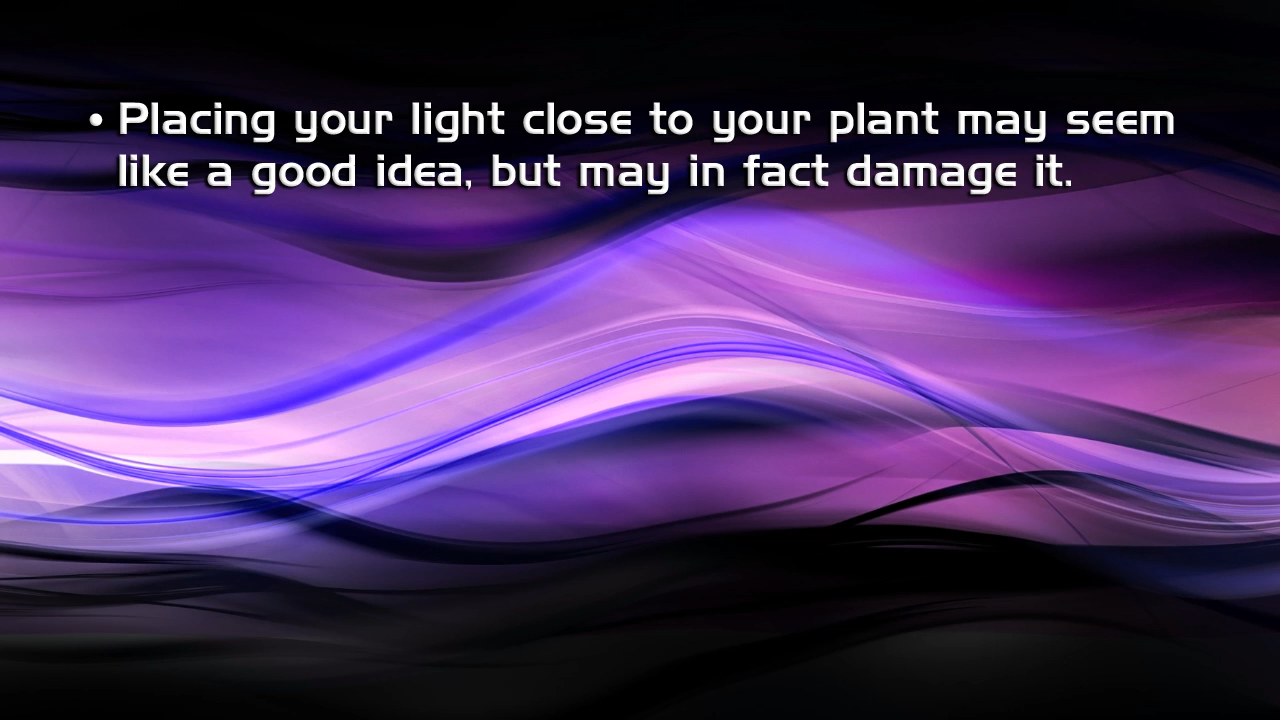 • Placing your light close to your plant may seem
like a good idea, but may in fact damage it.